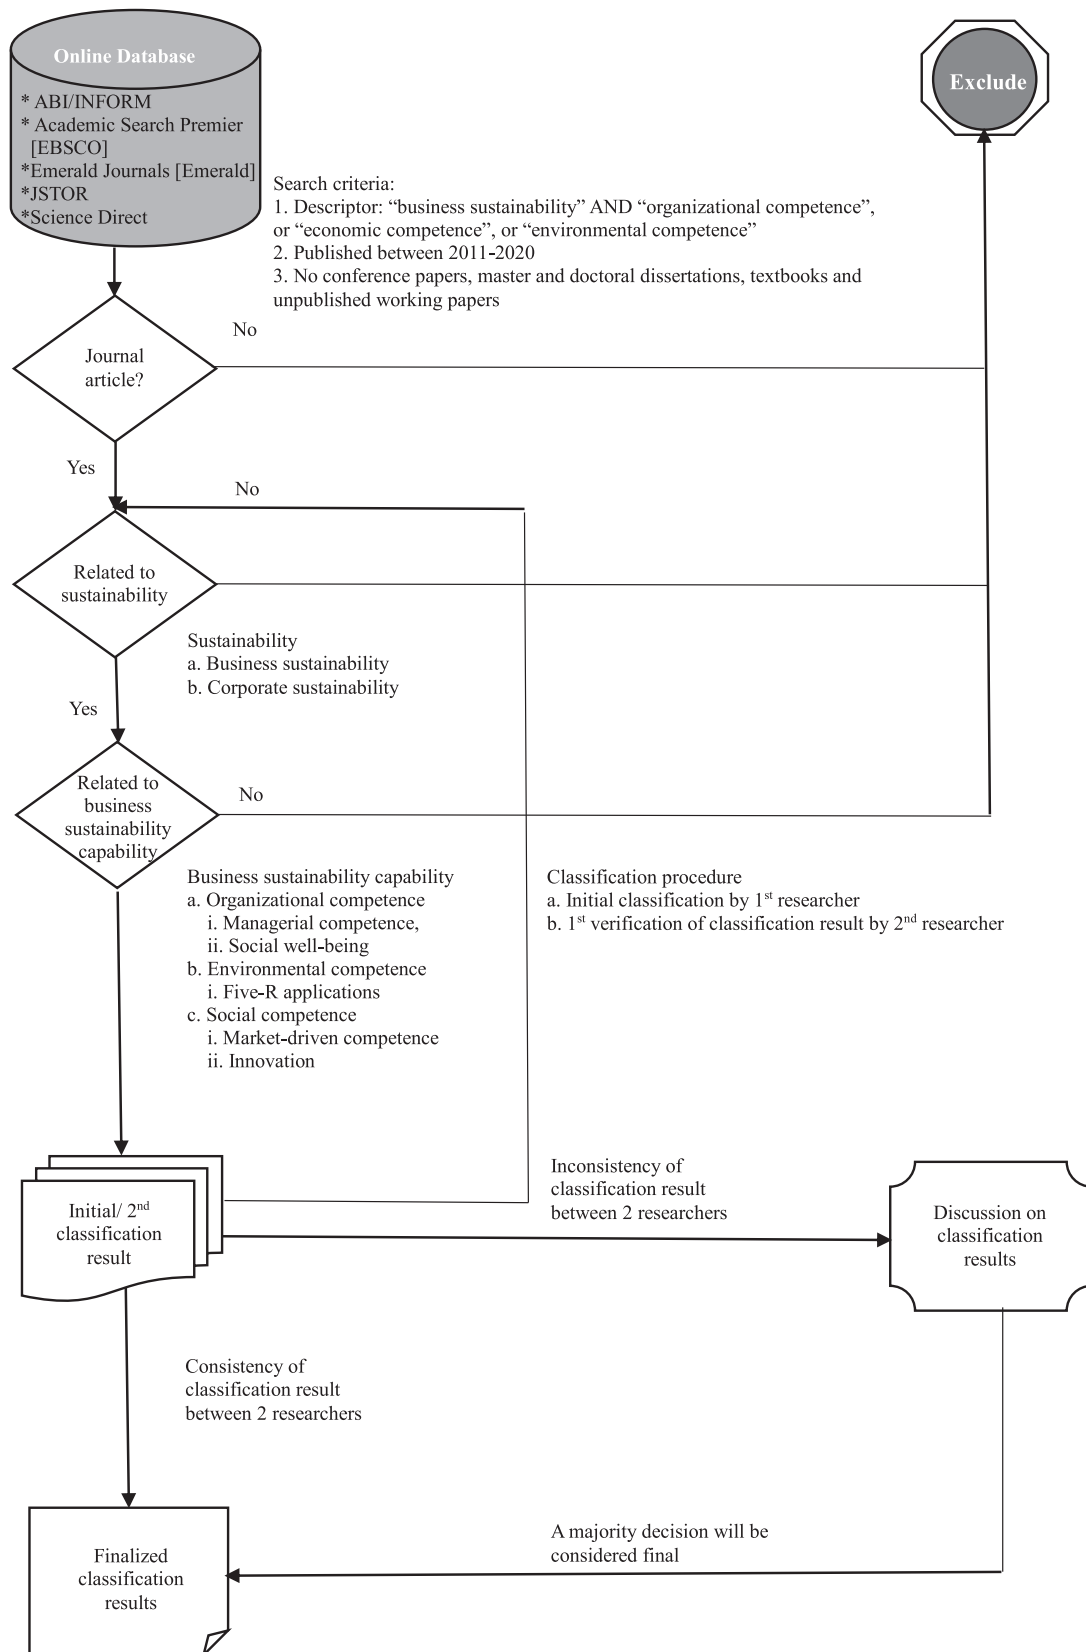 Online Database
* ABI/INFORM
* Academic Search Premier
[EBSCO]
*Emerald Journals [Emerald]
*JSTOR
*Science Direct
Exclude
Search criteria:
1. Descriptor: “business sustainability” AND “organizational competence”,
or “economic competence”, or “environmental competence”
2. Published between 2011-2020
3. No conference papers, master and doctoral dissertations, textbooks and
unpublished working papers
No
Journal
article?
Yes
No
Related to
sustainability
Sustainability
a. Business sustainability
b. Corporate sustainability
Yes
Related to
business
sustainability
capability
No
Business sustainability capability
a. Organizational competence
i. Managerial competence,
ii. Social well-being
b. Environmental competence
i. Five-R applications
c. Social competence
i. Market-driven competence
ii. Innovation
Classification procedure
a. Initial classification by 1st researcher
b. 1st verification of classification result by 2nd researcher
Initial/ 2nd
classification
result
Inconsistency of
classification result
between 2 researchers
Discussion on
classification
results
Consistency of
classification result
between 2 researchers
A majority decision will be
considered final
Finalized
classification
results